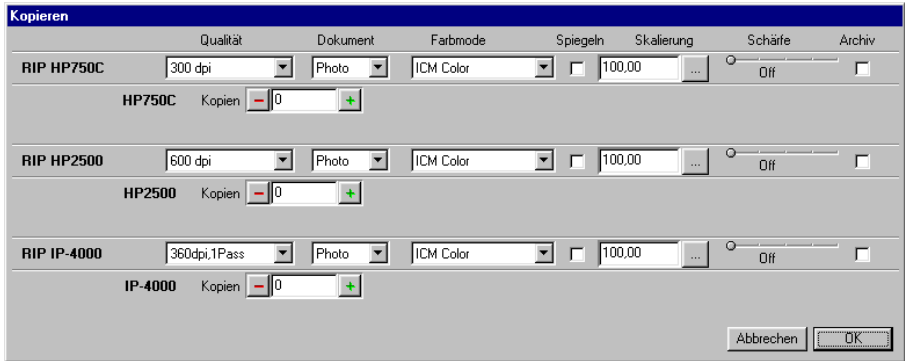 Kopieren
Qualität Dokument Farbmode Spiegeln Skalierung Schärfe Archiv
RIP HP750C 300 dpi Photo ICM Color 100,00 ... Off
HP750C Kopien 0
RIP HP2500 600 dpi Photo ICM Color 100,00 ... Off
HP2500 Kopien 0
RIP IP-4000 360dpi,1Pass Photo ICM Color 100,00 ... Off
IP-4000 Kopien 0
Abbrechen OK